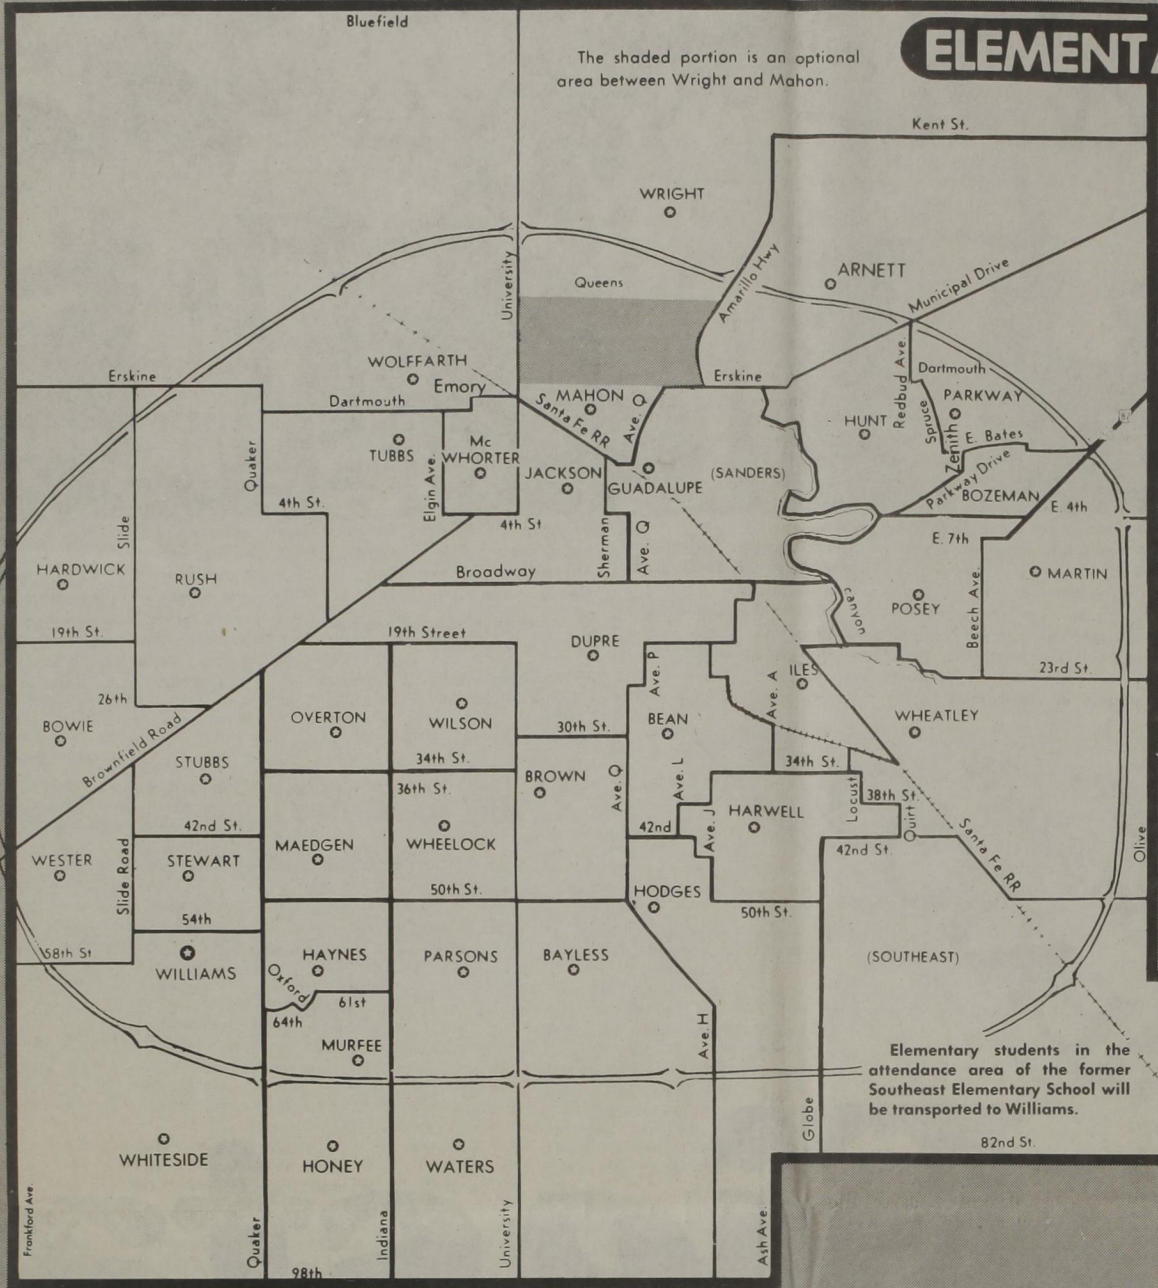 Bluefield
The shaded portion is an optional
area between Wright and Mahon.
ELEMENTA
Kent St.
WRIGHT
ARNETT
Municipal Drive
Amarillo Hwy
University
Queens
WOLFFARTH
Erskine
Emory
Dartmouth
MAHON
Santa Fe RR
Ave. Q
Erskine
Redbud Ave.
Dartmouth
PARKWAY
HUNT
Spruce
Zenith
E. Bates
Parkway Drive
BOZEMAN
E. 4th
Quaker
TUBBS
Elgin Ave.
Mc
WHORTER
JACKSON
GUADALUPE
(SANDERS)
4th St.
4th St
Sherman
Ave. Q
E. 7th
Slide
HARDWICK
RUSH
Broadway
canyon
POSEY
Beech Ave.
MARTIN
19th St.
19th Street
DUPRE
Ave. P
ILES
Ave. A
23rd St.
26th
BOWIE
Brownfield Road
OVERTON
WILSON
30th St.
BEAN
WHEATLEY
STUBBS
34th St.
36th St.
BROWN
Ave. Q
Ave. L
34th St.
Locust
38th St.
42nd St.
MAEDGEN
WHEELOCK
42nd
Ave. J
HARWELL
Quirt
42nd St.
Santa Fe RR
Olive
WESTER
Slide Road
STEWART
50th St.
HODGES
50th St.
54th
58th St
WILLIAMS
HAYNES
Oxford
61st
64th
PARSONS
BAYLESS
(SOUTHEAST)
MURFEE
Ave. H
Elementary students in the
attendance area of the former
Southeast Elementary School will
be transported to Williams.
Globe
82nd St.
WHITESIDE
HONEY
WATERS
Frankford Ave.
Quaker
Indiana
University
Ash Ave.
98th